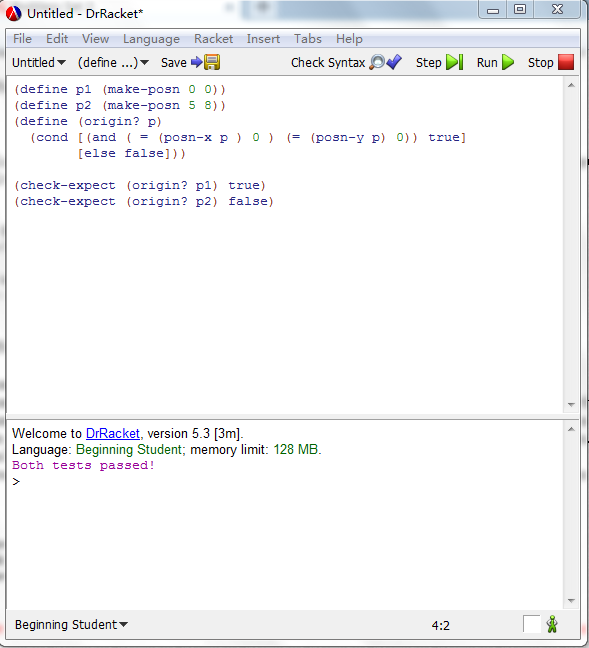 Untitled - DrRacket*
File Edit View Language Racket Insert Tabs Help
Untitled (define ...) Save Check Syntax Step Run Stop
(define p1 (make-posn 0 0))
(define p2 (make-posn 5 8))
(define (origin? p)
  (cond [(and ( = (posn-x p ) 0 ) (= (posn-y p) 0)) true]
        [else false]))
(check-expect (origin? p1) true)
(check-expect (origin? p2) false)
Welcome to DrRacket, version 5.3 [3m].
Language: Beginning Student; memory limit: 128 MB.
Both tests passed!
>
Beginning Student 4:2